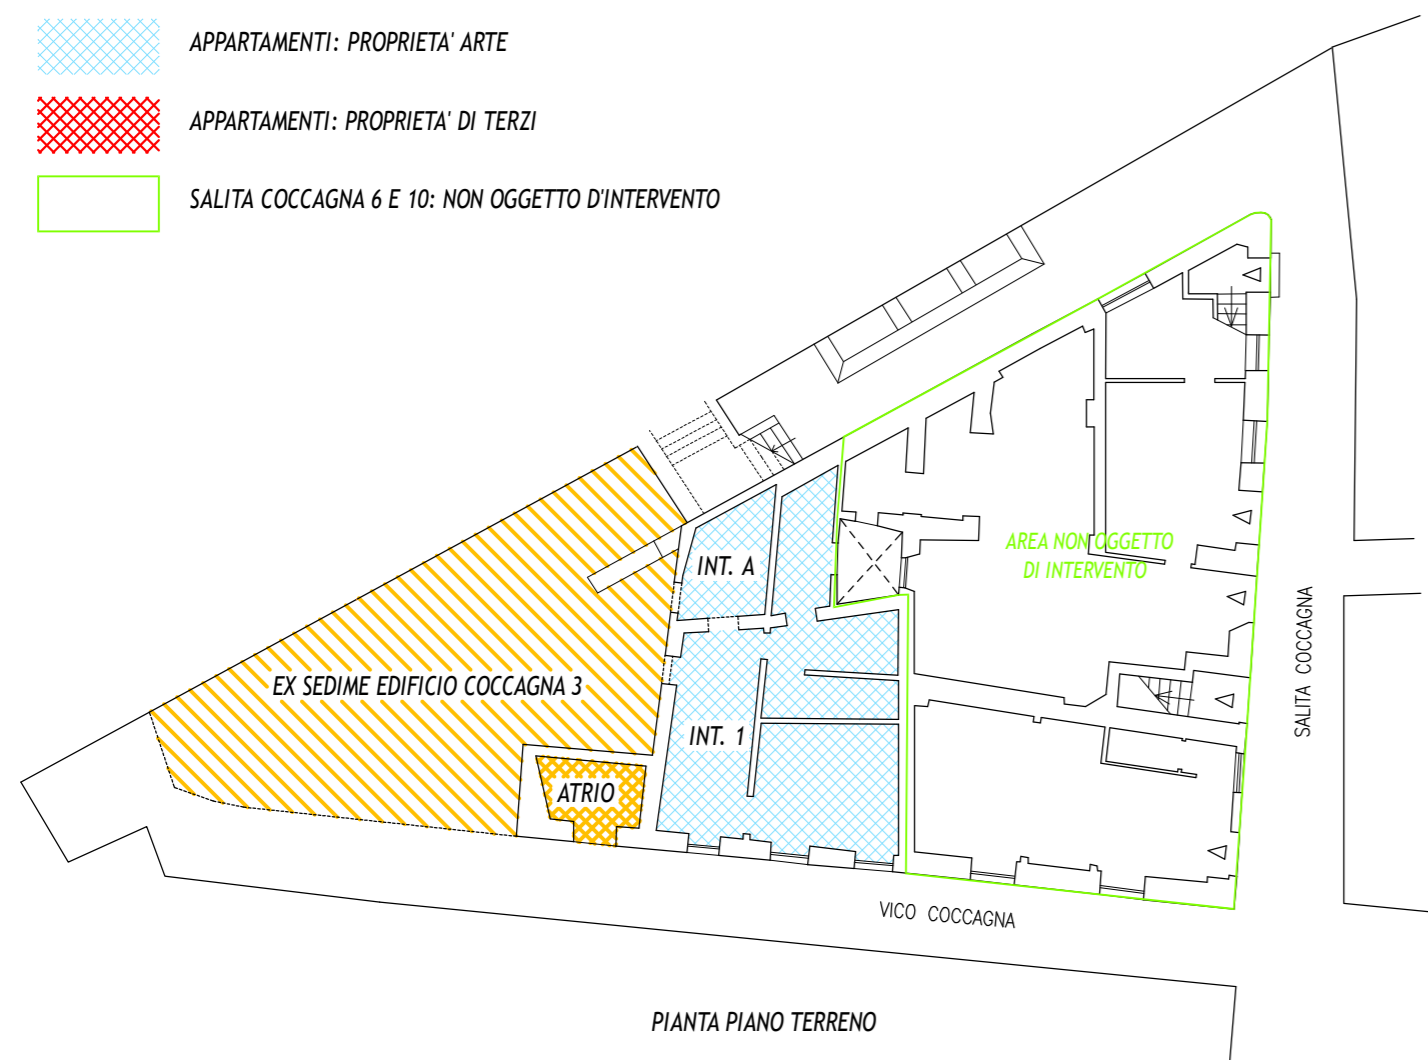 APPARTAMENTI: PROPRIETA' ARTE
APPARTAMENTI: PROPRIETA' DI TERZI
SALITA COCCAGNA 6 E 10: NON OGGETTO D'INTERVENTO
INT. A
AREA NON OGGETTO
DI INTERVENTO
EX SEDIME EDIFICIO COCCAGNA 3
INT. 1
ATRIO
SALITA COCCAGNA
VICO COCCAGNA
PIANTA PIANO TERRENO